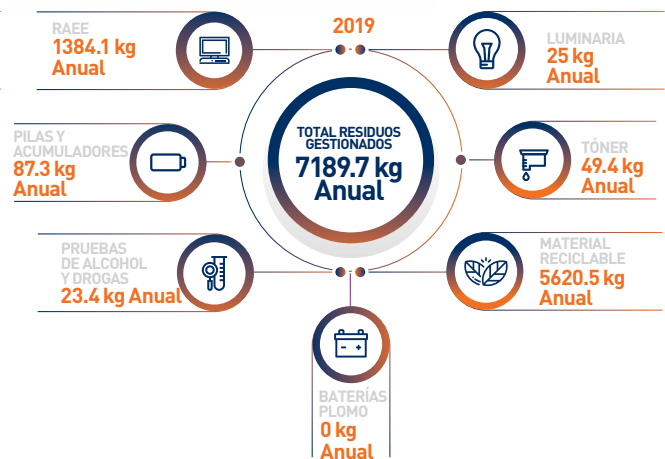 2019
RAEE
1384.1 kg
Anual
LUMINARIA
25 kg
Anual
PILAS Y
ACUMULADORES
87.3 kg
Anual
TOTAL RESIDUOS
GESTIONADOS
7189.7 kg
Anual
TÓNER
49.4 kg
Anual
PRUEBAS
DE ALCOHOL
Y DROGAS
23.4 kg Anual
MATERIAL
RECICLABLE
5620.5 kg
Anual
BATERÍAS
PLOMO
0 kg
Anual